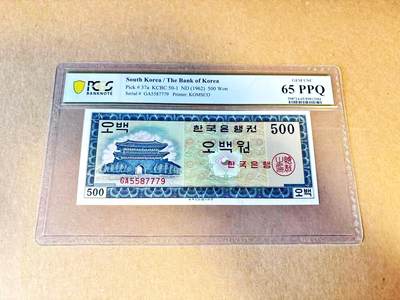 PCGS
BANKNOTE
South Korea / The Bank of Korea
Pick # 37a KCBC 50-1 ND (1962) 500 Won
Serial # GA5587779 Printer: KOMSCO
GEM UNC
65 PPQ
오백
한국은행권
500
오백원
한국은행
GA5587779
500
오백